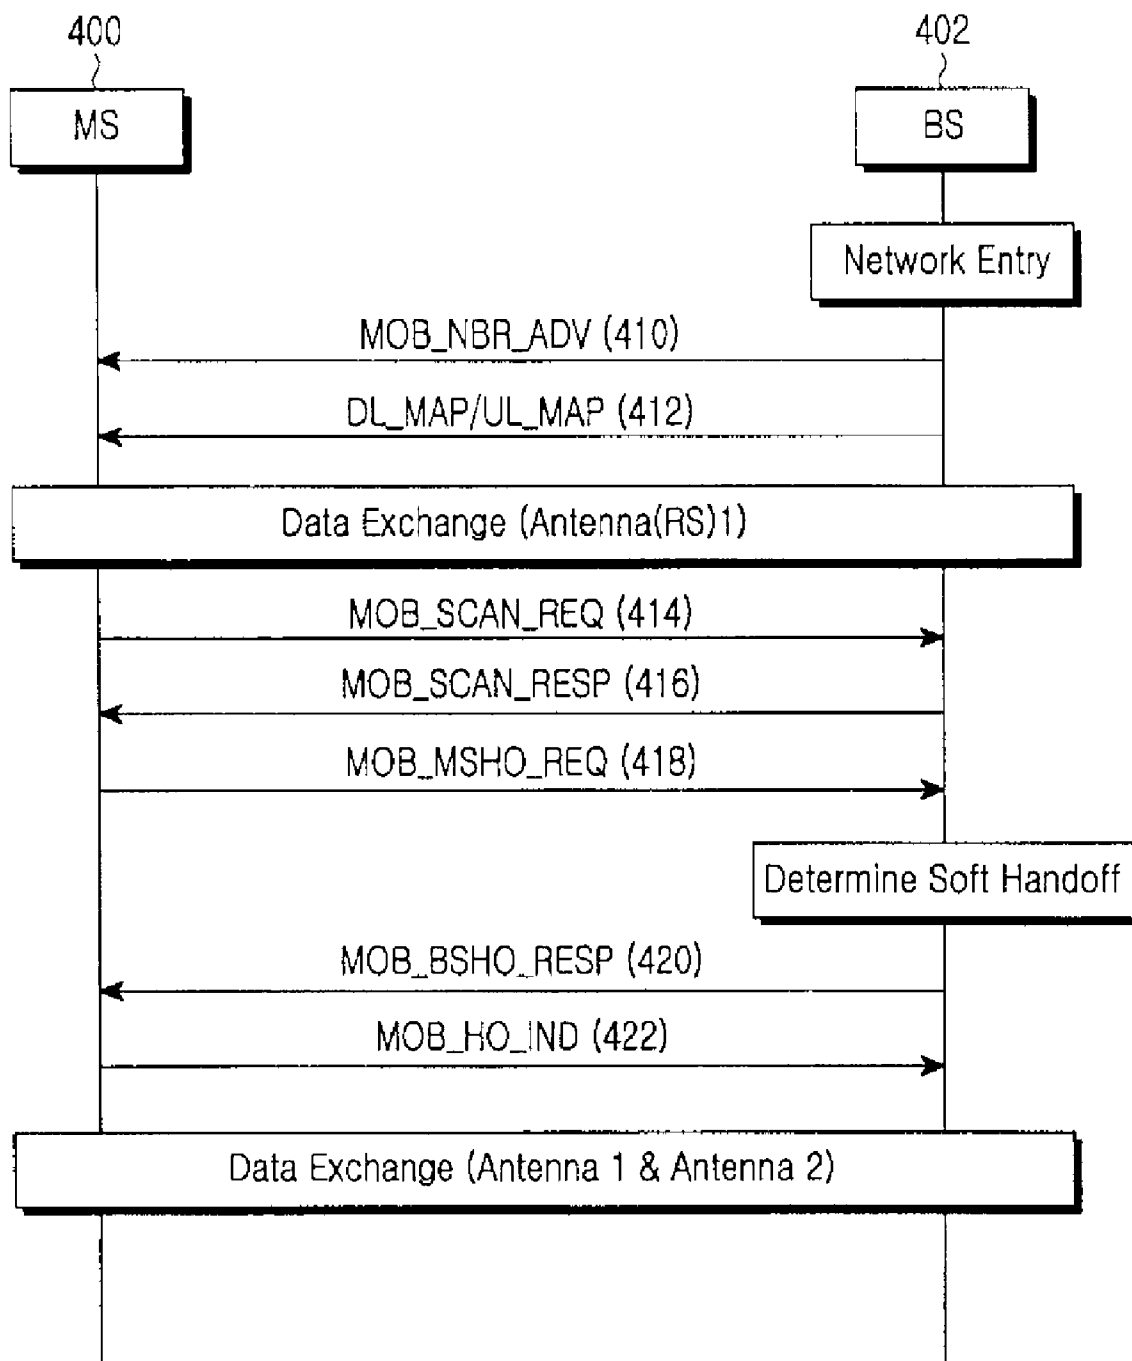 400
402
MS
BS
Network Entry
MOB_NBR_ADV (410)
DL_MAP/UL_MAP (412)
Data Exchange (Antenna(RS)1)
MOB_SCAN_REQ (414)
MOB_SCAN_RESP (416)
MOB_MSHO_REQ (418)
Determine Soft Handoff
MOB_BSHO_RESP (420)
MOB_HO_IND (422)
Data Exchange (Antenna 1 & Antenna 2)